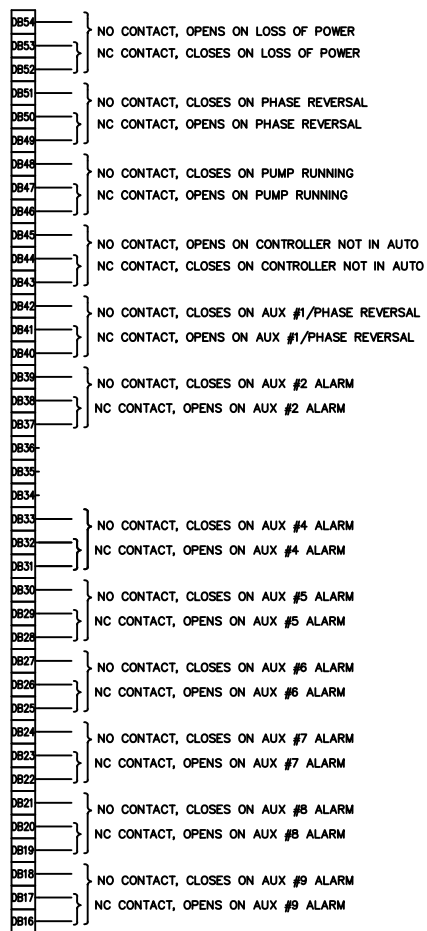 DB54
NO CONTACT, OPENS ON LOSS OF POWER
DB53
NC CONTACT, CLOSES ON LOSS OF POWER
DB52
DB51
NO CONTACT, CLOSES ON PHASE REVERSAL
DB50
NC CONTACT, OPENS ON PHASE REVERSAL
DB49
DB48
NO CONTACT, CLOSES ON PUMP RUNNING
DB47
NC CONTACT, OPENS ON PUMP RUNNING
DB46
DB45
NO CONTACT, OPENS ON CONTROLLER NOT IN AUTO
DB44
NC CONTACT, CLOSES ON CONTROLLER NOT IN AUTO
DB43
DB42
NO CONTACT, CLOSES ON AUX #1/PHASE REVERSAL
DB41
NC CONTACT, OPENS ON AUX #1/PHASE REVERSAL
DB40
DB39
NO CONTACT, CLOSES ON AUX #2 ALARM
DB38
NC CONTACT, OPENS ON AUX #2 ALARM
DB37
DB36
DB35
DB34
DB33
NO CONTACT, CLOSES ON AUX #4 ALARM
DB32
NC CONTACT, OPENS ON AUX #4 ALARM
DB31
DB30
NO CONTACT, CLOSES ON AUX #5 ALARM
DB29
NC CONTACT, OPENS ON AUX #5 ALARM
DB28
DB27
NO CONTACT, CLOSES ON AUX #6 ALARM
DB26
NC CONTACT, OPENS ON AUX #6 ALARM
DB25
DB24
NO CONTACT, CLOSES ON AUX #7 ALARM
DB23
NC CONTACT, OPENS ON AUX #7 ALARM
DB22
DB21
NO CONTACT, CLOSES ON AUX #8 ALARM
DB20
NC CONTACT, OPENS ON AUX #8 ALARM
DB19
DB18
NO CONTACT, CLOSES ON AUX #9 ALARM
DB17
NC CONTACT, OPENS ON AUX #9 ALARM
DB16